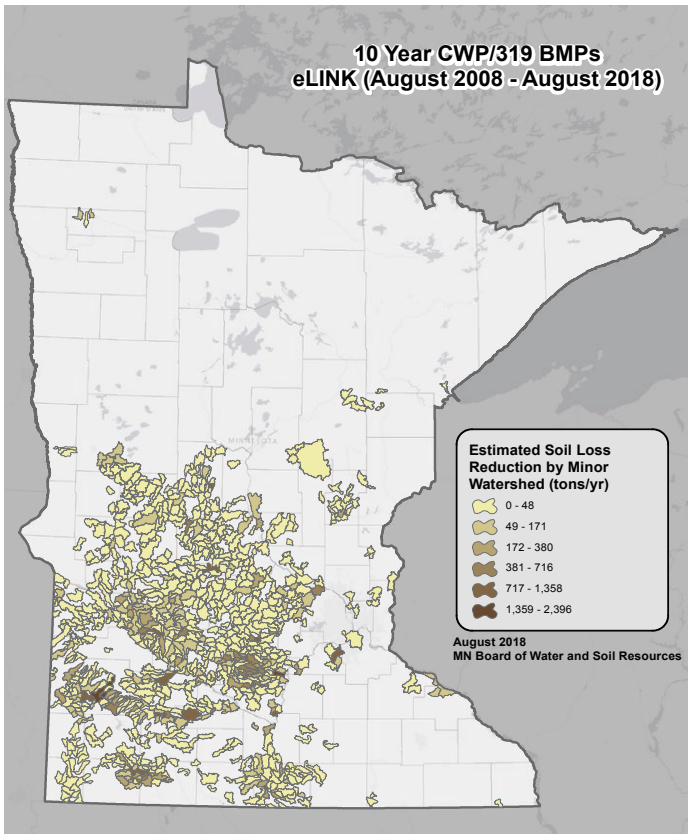 10 Year CWP/319 BMPs
eLINK (August 2008 - August 2018)
MINNESOTA
Estimated Soil Loss
Reduction by Minor
Watershed (tons/yr)
0 - 48
49 - 171
172 - 380
381 - 716
717 - 1,358
1,359 - 2,396
August 2018
MN Board of Water and Soil Resources